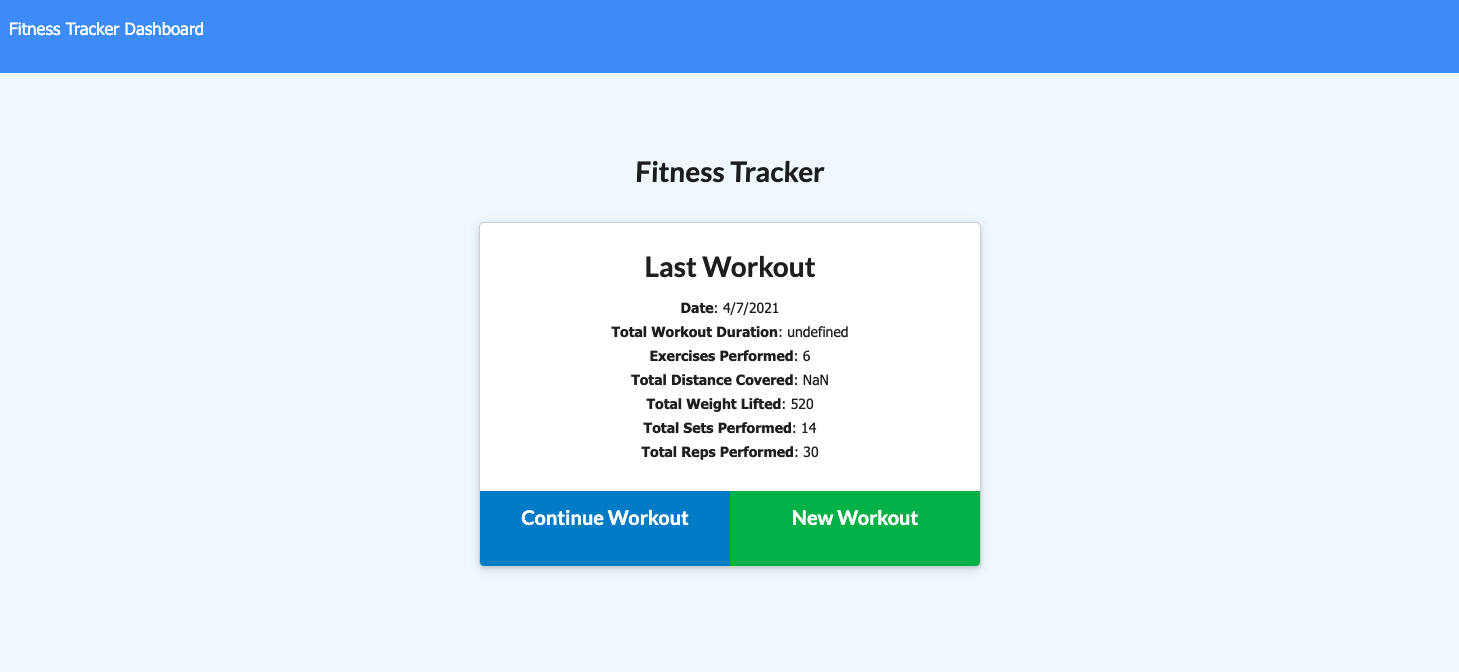 Fitness Tracker Dashboard
Fitness Tracker
Last Workout
Date: 4/7/2021
Total Workout Duration: undefined
Exercises Performed: 6
Total Distance Covered: NaN
Total Weight Lifted: 520
Total Sets Performed: 14
Total Reps Performed: 30
Continue Workout
New Workout